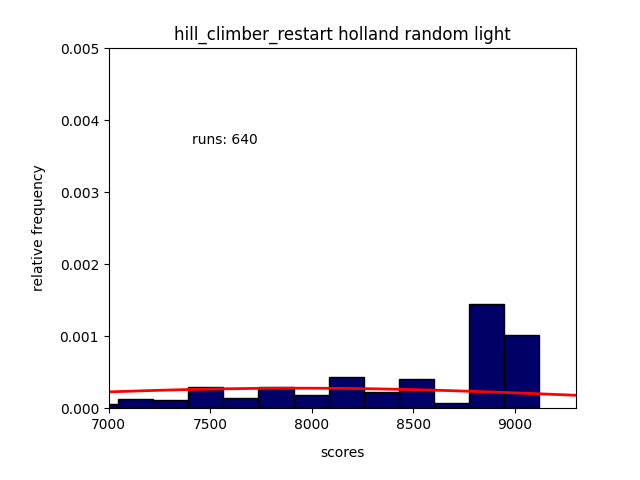 hill_climber_restart holland random light
0.005
0.004
0.003
0.002
0.001
0.000
relative frequency
runs: 640
7000 7500 8000 8500 9000
scores